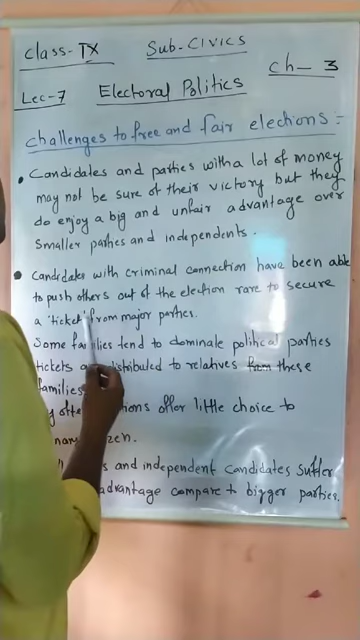 Class-IX Sub-CIVICS
Ch-3
Lec-7 Electoral Politics
Challenges to free and fair elections:-
• Candidates and parties with a lot of money
may not be sure of their victory but they
do enjoy a big and unfair advantage over
smaller parties and independents.
• Candidates with criminal connection have been able
to push others out of the election rare to secure
a 'ticket' from major parties.
Some families tend to dominate political parties
tickets distributed to relatives from these
families
offer little choice to
and independent candidates suffer
advantage compare to bigger parties.